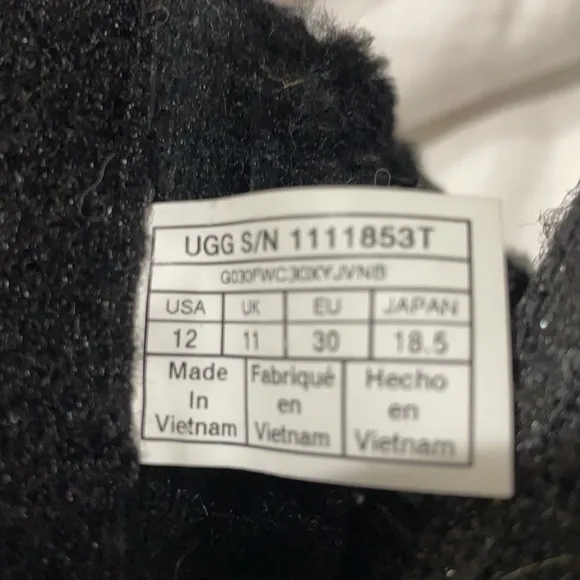 UGG S/N 1111853T
USA UK EU JAPAN
12 11 30 18.5
Made Fabriqué Hecho
In en en
Vietnam Vietnam Vietnam